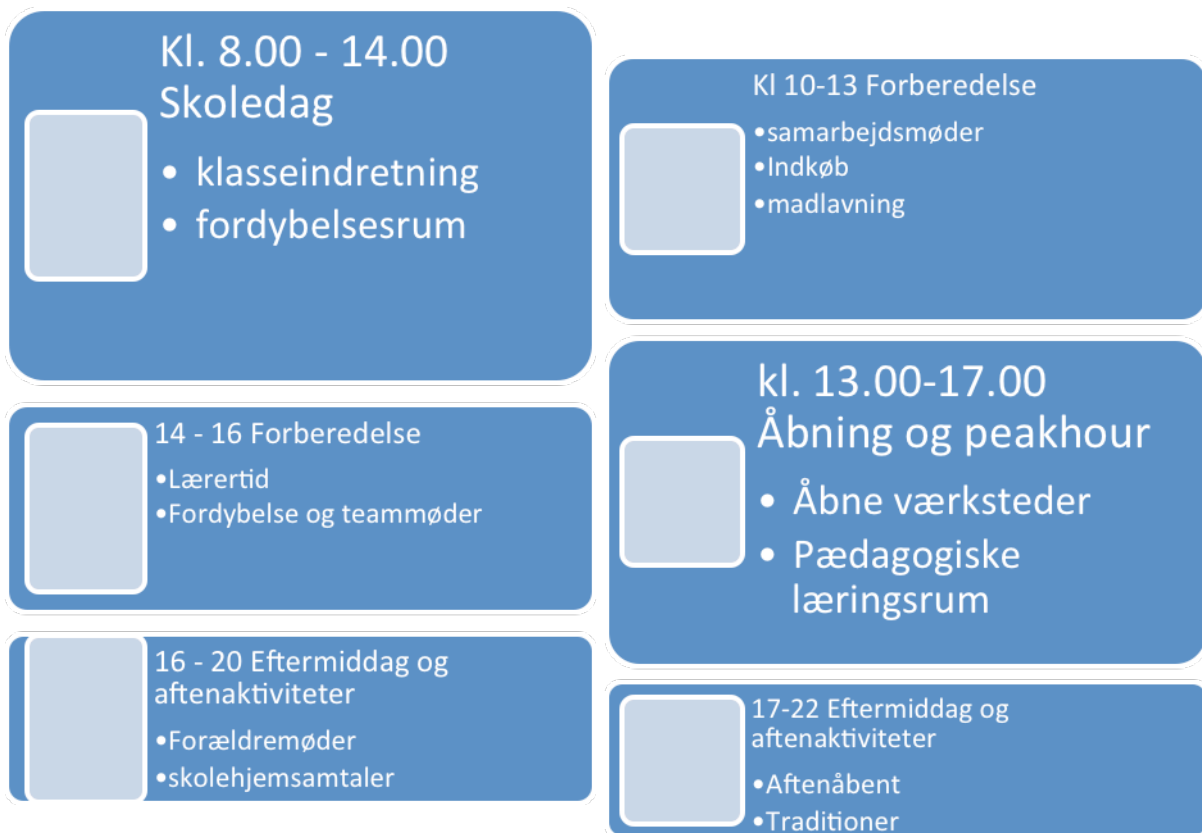 Kl. 8.00 - 14.00
Skoledag
• klasseindretning
• fordybelsesrum
14 - 16 Forberedelse
•Lærertid
•Fordybelse og teammøder
16 - 20 Eftermiddag og
aftenaktiviteter
•Forældremøder
•skolehjemsamtaler
Kl 10-13 Forberedelse
•samarbejdsmøder
•Indkøb
•madlavning
kl. 13.00-17.00
Åbning og peakhour
• Åbne værksteder
• Pædagogiske
læringsrum
17-22 Eftermiddag og
aftenaktiviteter
•Aftenåbent
•Traditioner